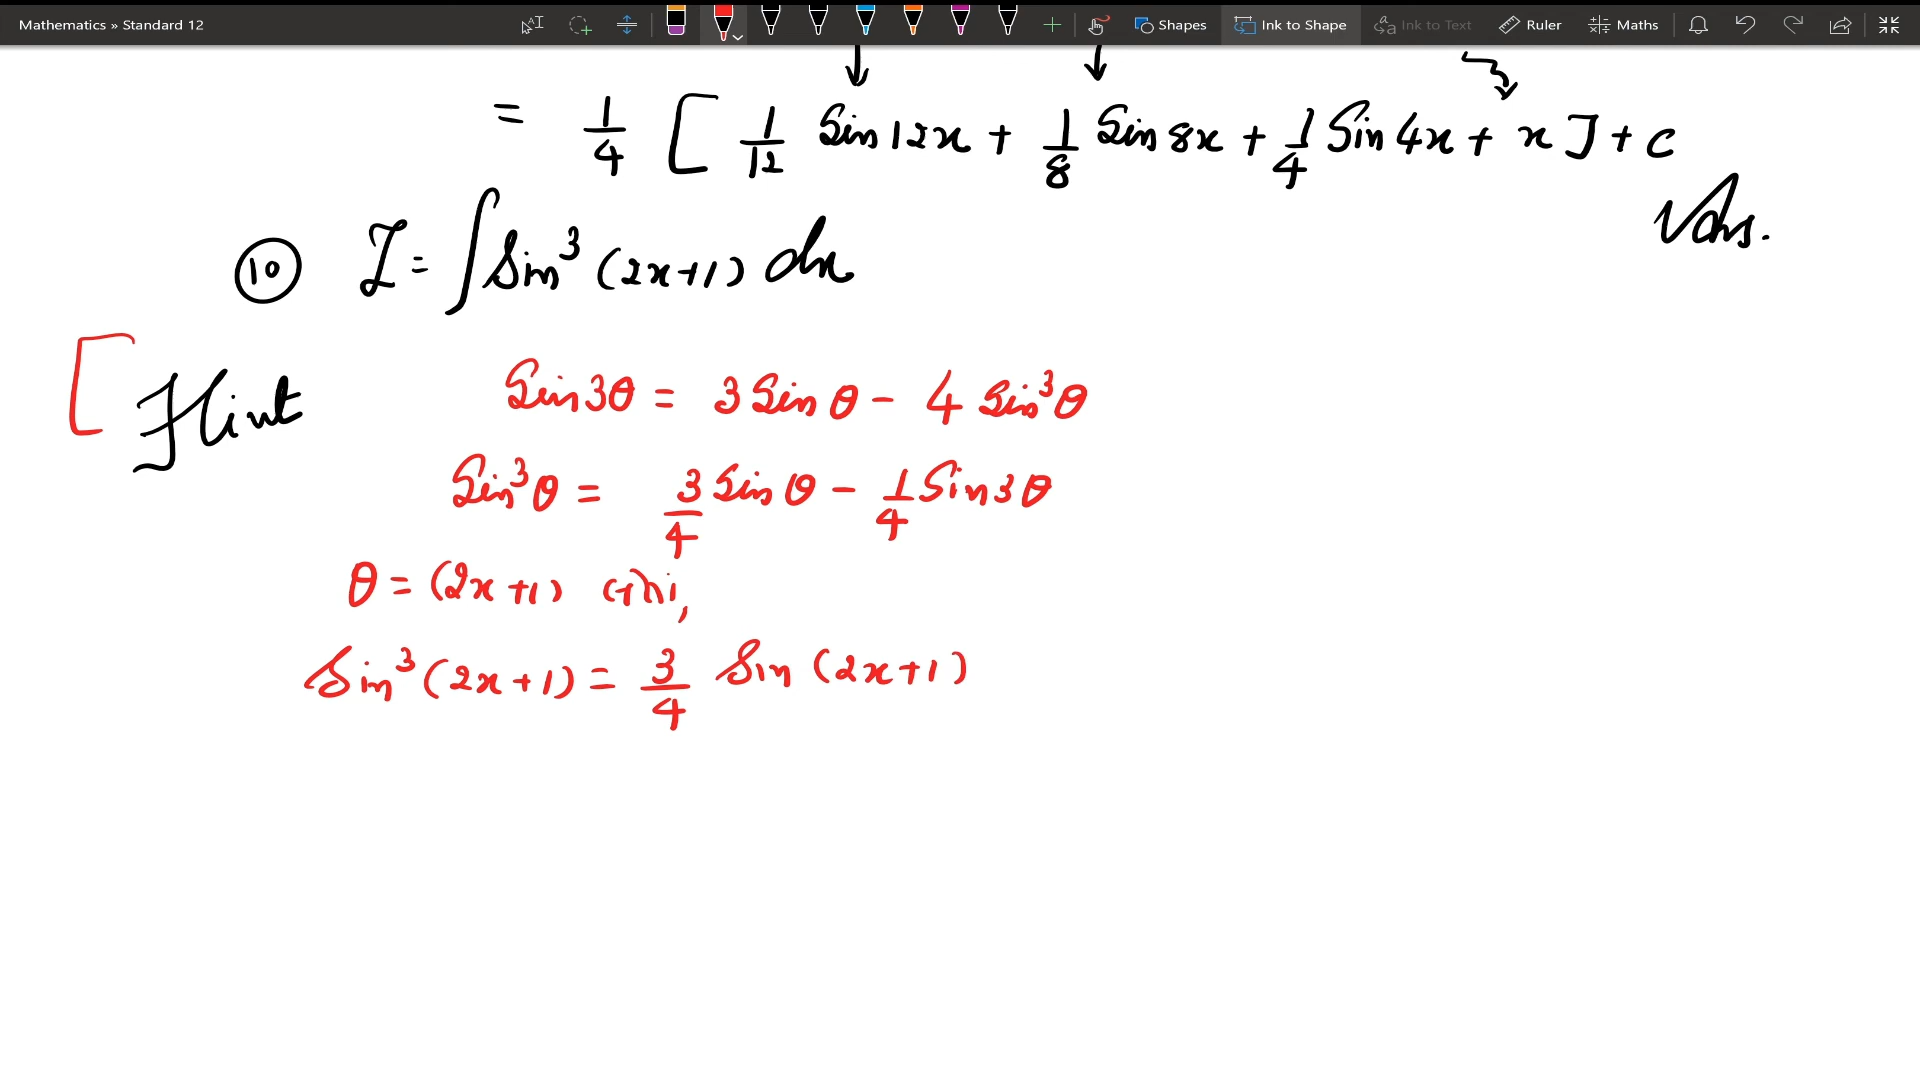 Mathematics » Standard 12
Shapes Ink to Shape Ink to Text Ruler Maths
= 1/4 [ 1/12 Sin 12x + 1/8 Sin 8x + 1/4 Sin 4x + x ] + c
Ans.
(10) I = ∫ Sin³ (2x+1) dx
[ Hint
Sin3θ = 3 Sin θ - 4 Sin³θ
Sin³θ = 3/4 Sin θ - 1/4 Sin 3θ
θ = (2x+1)
Sin³ (2x+1) = 3/4 Sin (2x+1)